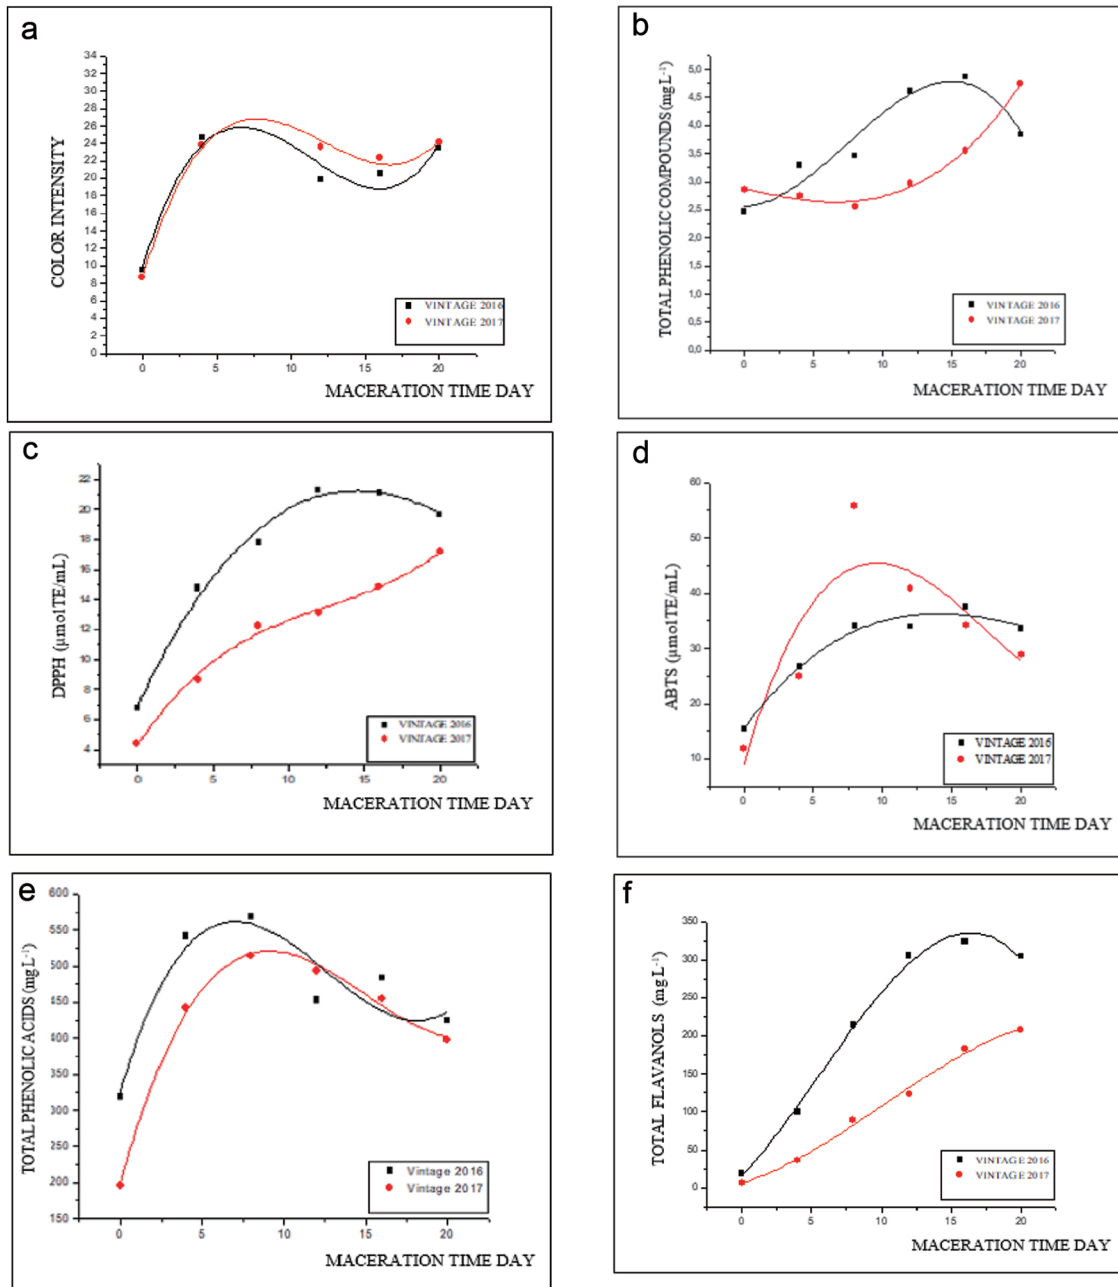 a
34
32
30
28
26
24
22
20
18
16
14
12
10
8
6
4
2
0
COLOR INTENSITY
VINTAGE 2016
VINTAGE 2017
0 5 10 15 20
MACERATION TIME DAY
b
5,0
4,5
4,0
3,5
3,0
2,5
2,0
1,5
1,0
0,5
0,0
TOTAL PHENOLIC COMPOUNDS (mg L-1)
VINTAGE 2016
VINTAGE 2017
0 5 10 15 20
MACERATION TIME DAY
c
22
20
18
16
14
12
10
8
6
4
DPPH (µmolTE/mL)
VINTAGE 2016
VINTAGE 2017
0 5 10 15 20
MACERATION TIME DAY
d
60
50
40
30
20
10
ABTS (µmolTE/mL)
VINTAGE 2016
VINTAGE 2017
0 5 10 15 20
MACERATION TIME DAY
e
600
550
500
450
400
350
300
250
200
150
TOTAL PHENOLIC ACIDS (mg L-1)
Vintage 2016
Vintage 2017
0 5 10 15 20
MACERATION TIME DAY
f
350
300
250
200
150
100
50
0
TOTAL FLAVANOLS (mg L-1)
VINTAGE 2016
VINTAGE 2017
0 5 10 15 20
MACERATION TIME DAY